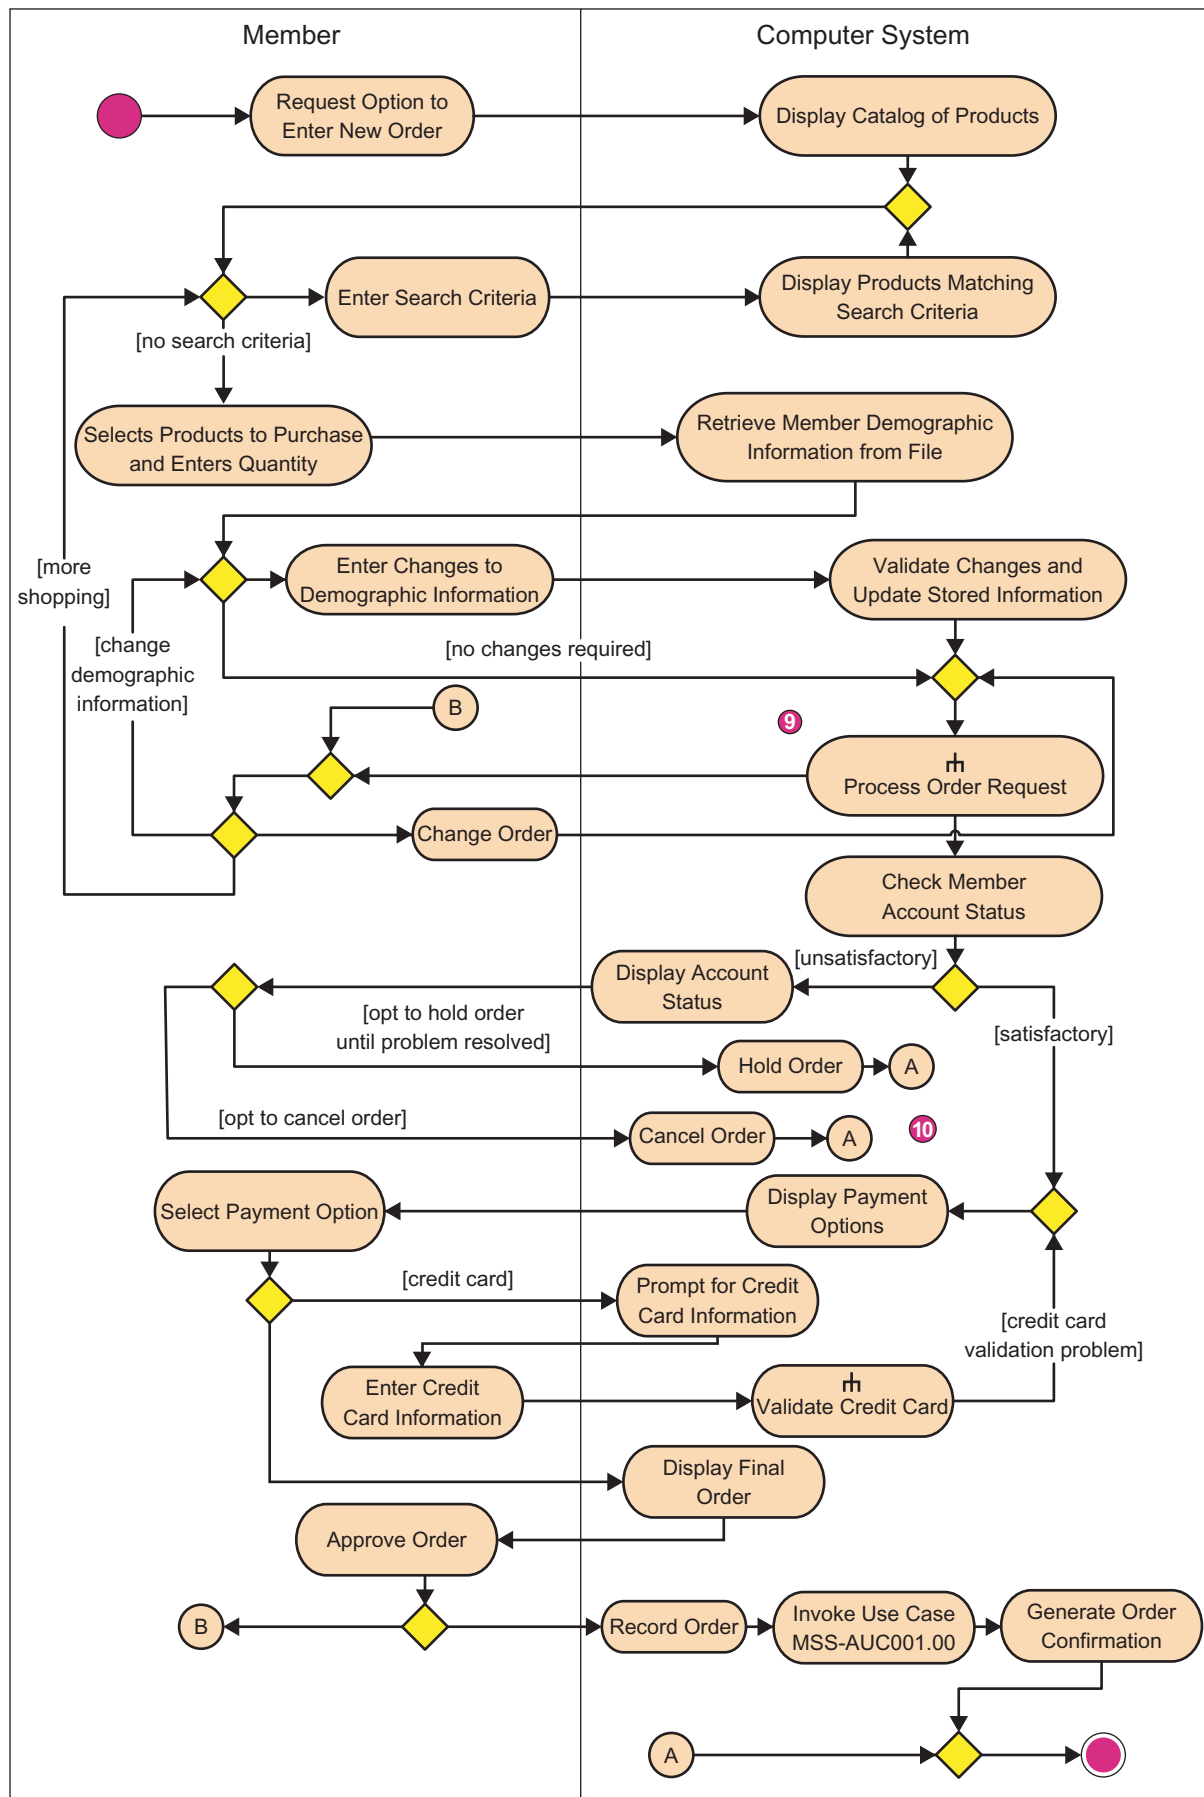 Member
Computer System
Request Option to
Enter New Order
Display Catalog of Products
Enter Search Criteria
Display Products Matching
Search Criteria
[no search criteria]
Selects Products to Purchase
and Enters Quantity
Retrieve Member Demographic
Information from File
[more
shopping]
Enter Changes to
Demographic Information
Validate Changes and
Update Stored Information
[change
demographic
information]
[no changes required]
B
9
Process Order Request
Change Order
Check Member
Account Status
[unsatisfactory]
Display Account
Status
[satisfactory]
[opt to hold order
until problem resolved]
Hold Order
A
[opt to cancel order]
Cancel Order
A
10
Select Payment Option
Display Payment
Options
[credit card]
Prompt for Credit
Card Information
[credit card
validation problem]
Enter Credit
Card Information
Validate Credit Card
Display Final
Order
Approve Order
B
Record Order
Invoke Use Case
MSS-AUC001.00
Generate Order
Confirmation
A